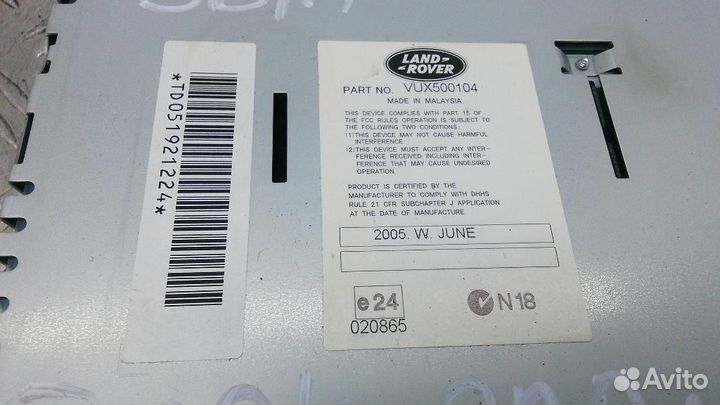 *TD051921224*
LAND-
-ROVER
PART NO. VUX500104
MADE IN MALAYSIA
THIS DEVICE COMPLIES WITH PART 15 OF
THE FCC RULES OPERATION IS SUBJECT TO
THE FOLLOWING TWO CONDITIONS:
(1)THIS DEVICE MAY NOT CAUSE HARMFUL
INTERFERENCE.
(2)THIS DEVICE MUST ACCEPT ANY INTER-
FERENCE RECEIVED INCLUDING INTER-
FERENCE THAT MAY CAUSE UNDESIRED
OPERATION.
PRODUCT IS CERTIFIED BY THE
MANUFACTURER TO COMPLY WITH DHHS
RULE 21 CFR SUBCHAPTER J APPLICATION
AT THE DATE OF MANUFACTURE.
2005. W. JUNE
e24
020865
N18
Avito